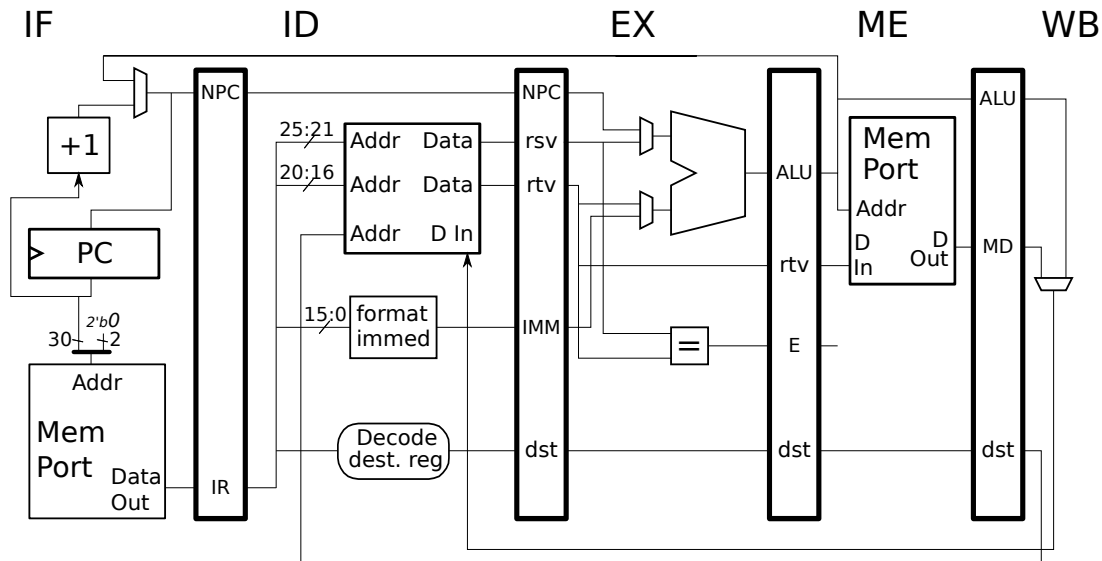 IF ID EX ME WB
NPC
NPC
ALU
+1
25:21
Addr Data
rsv
Mem
Port
20:16
Addr Data
rtv
ALU
Addr
Addr D In
PC
D
In
D
Out
MD
rtv
15:0
format
immed
IMM
2'b0
30 2
=
E
Addr
Mem
Port
Decode
dest. reg
dst
dst
dst
Data
Out
IR